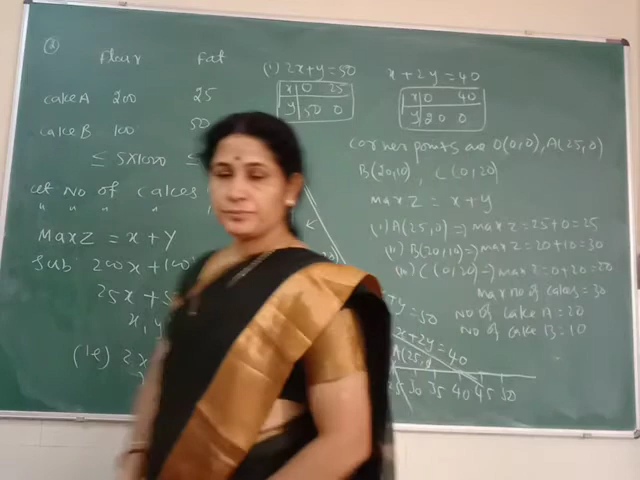 Flour Fat
cake A 200 25
cake B 100 50
≤ 5x1000 ≤
Let No of Cakes
" " "
Max Z = x + y
Sub 200x + 100
25x + 5
x, y
(ie) 2x
(i) 2x + y = 50
x 0 25
y 50 0
x + 2y = 40
x 0 40
y 20 0
Corner points are O(0,0), A(25,0)
B(20,10), C(0,20)
Max Z = x + y
(i) A(25,0) => max Z = 25+0 = 25
(ii) B(20,10) => max Z = 20+10 = 30
(iii) C(0,20) => max Z = 0+20 = 20
Max no of cakes = 30
No of cake A = 20
No of cake B = 10
+y = 50
x + 2y = 40
A(25,0
25 30 35 40 45 50